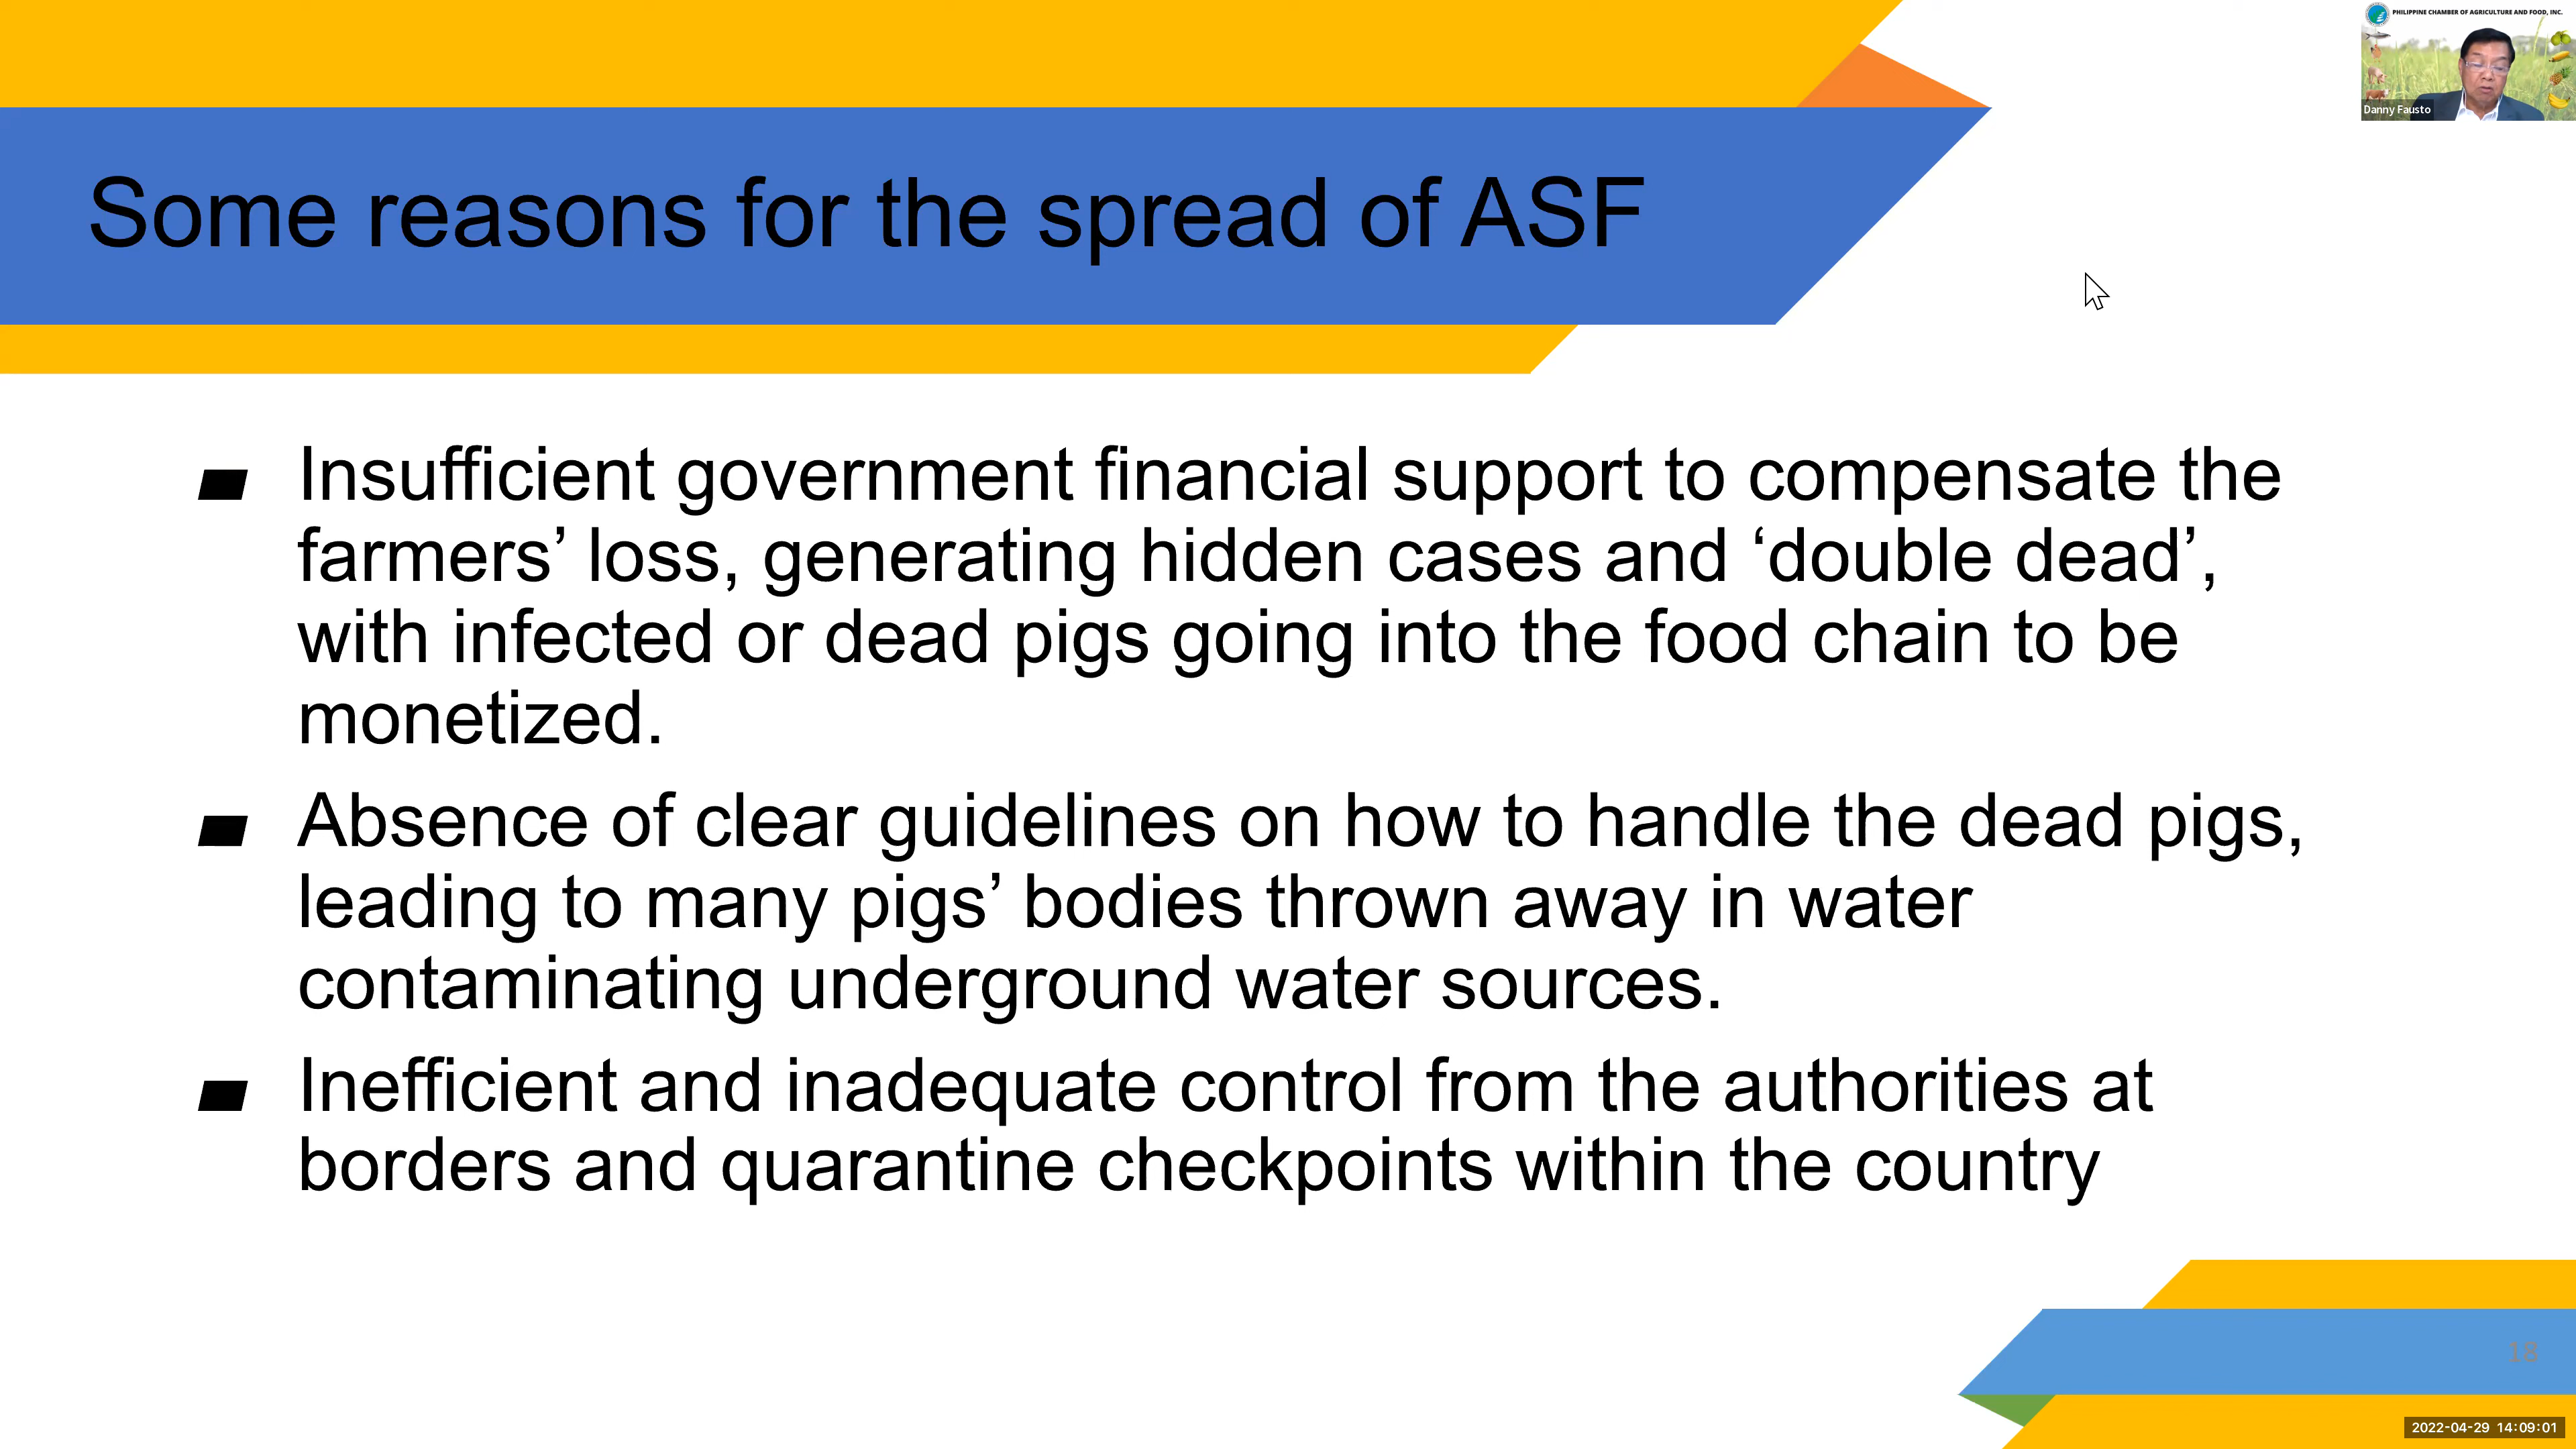 PHILIPPINE CHAMBER OF AGRICULTURE AND FOOD, INC.
Danny Fausto
Some reasons for the spread of ASF
Insufficient government financial support to compensate the
farmers’ loss, generating hidden cases and ‘double dead’,
with infected or dead pigs going into the food chain to be
monetized.
Absence of clear guidelines on how to handle the dead pigs,
leading to many pigs’ bodies thrown away in water
contaminating underground water sources.
Inefficient and inadequate control from the authorities at
borders and quarantine checkpoints within the country
18
2022-04-29 14:09:01